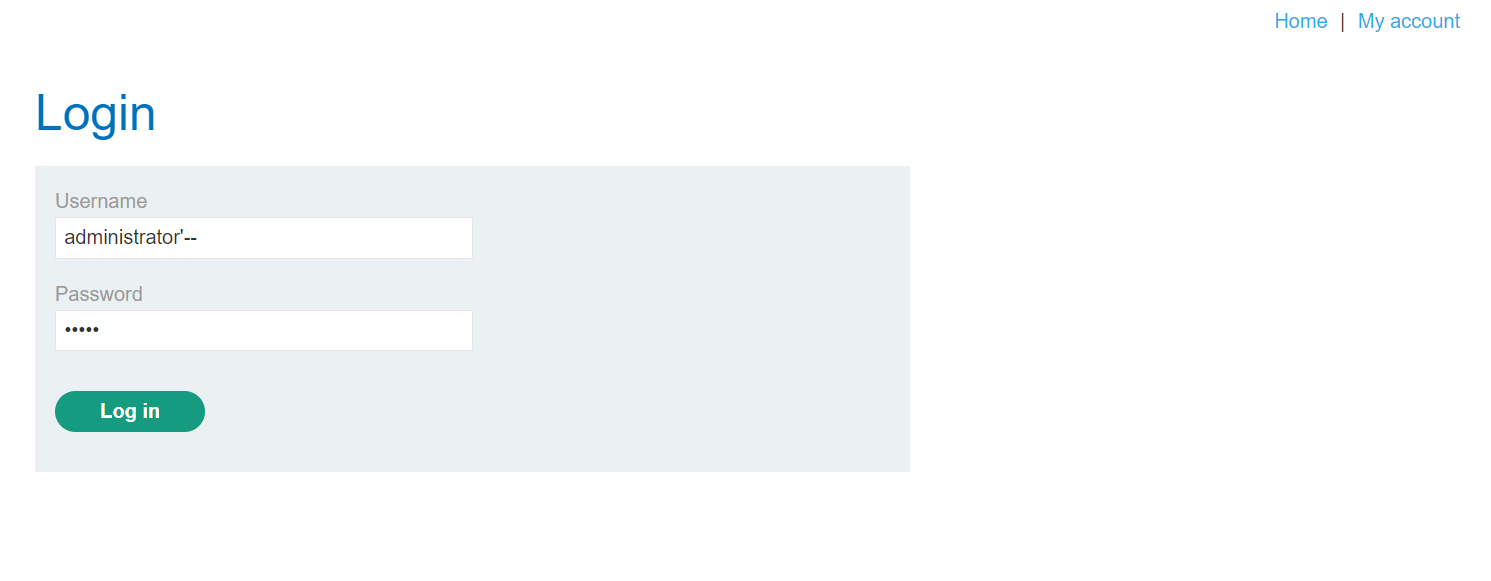 Home | My account
Login
Username
administrator'--
Password
•••••
Log in